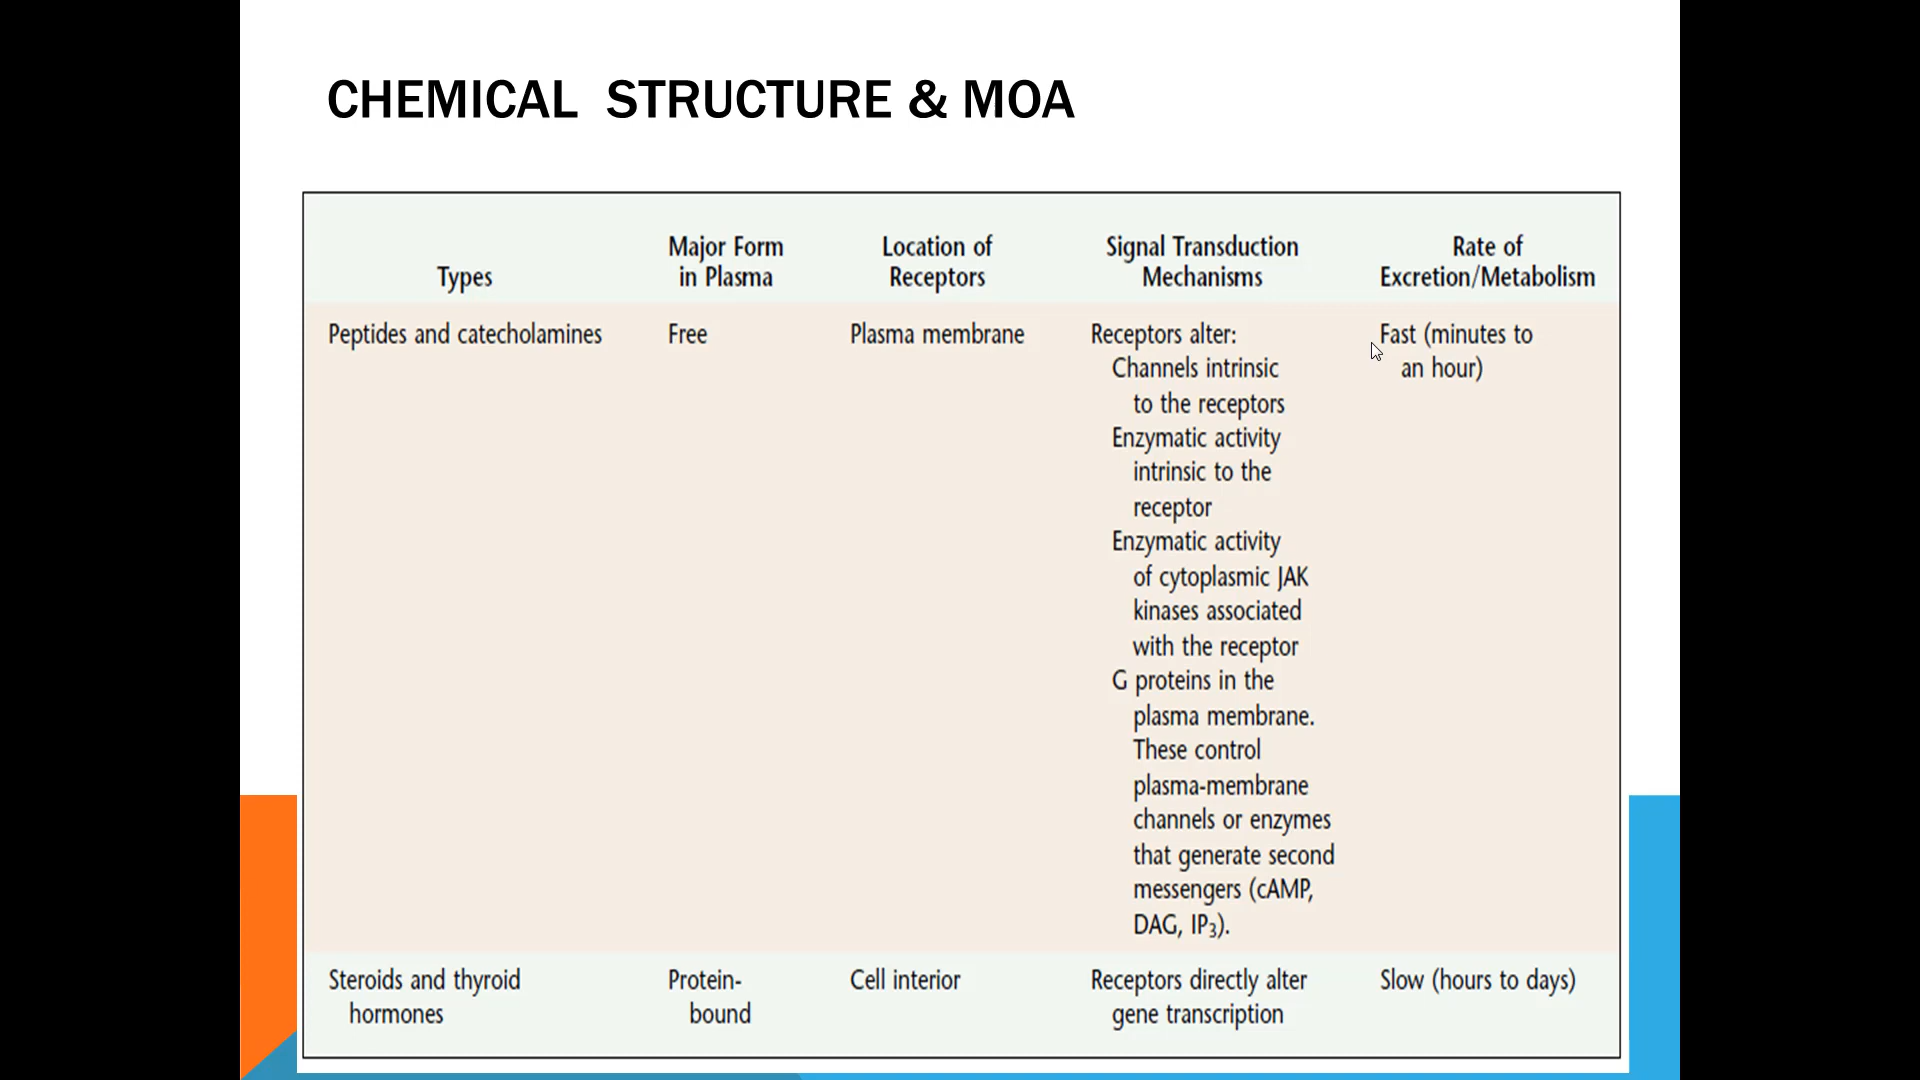 CHEMICAL STRUCTURE & MOA
Types
Major Form
in Plasma
Location of
Receptors
Signal Transduction
Mechanisms
Rate of
Excretion/Metabolism
Peptides and catecholamines
Free
Plasma membrane
Receptors alter:
Channels intrinsic
to the receptors
Enzymatic activity
intrinsic to the
receptor
Enzymatic activity
of cytoplasmic JAK
kinases associated
with the receptor
G proteins in the
plasma membrane.
These control
plasma-membrane
channels or enzymes
that generate second
messengers (cAMP,
DAG, IP₃).
Fast (minutes to
an hour)
Steroids and thyroid
hormones
Protein-
bound
Cell interior
Receptors directly alter
gene transcription
Slow (hours to days)